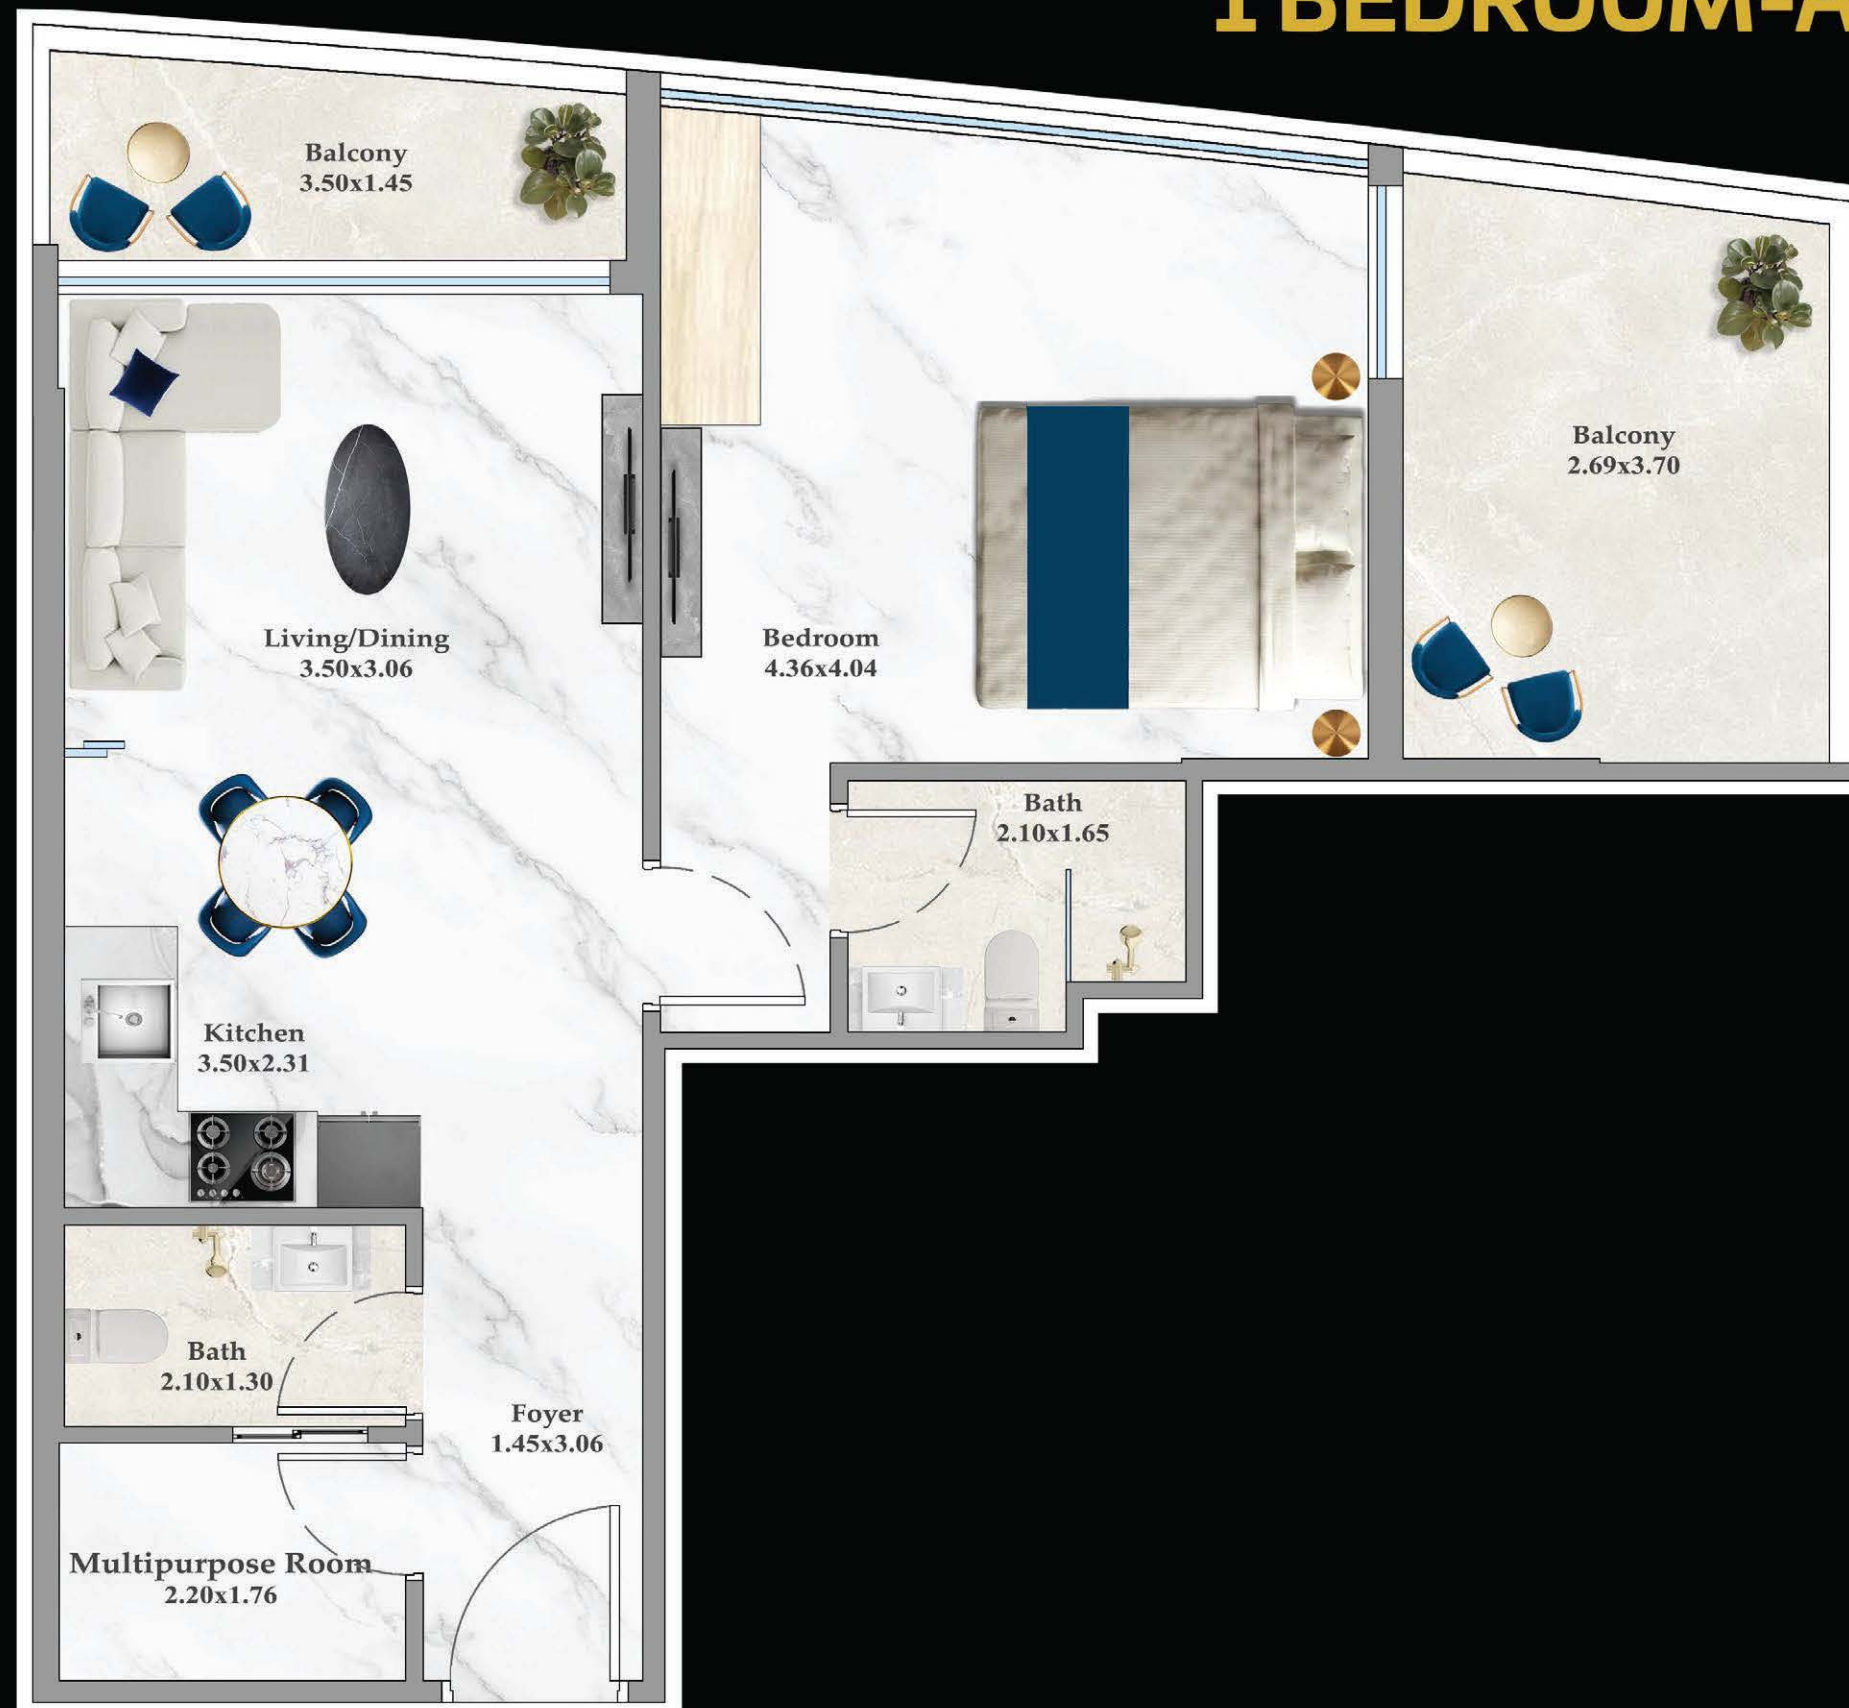 1 BEDROOM-A
Balcony
3.50x1.45
Balcony
2.69x3.70
Living/Dining
3.50x3.06
Bedroom
4.36x4.04
Bath
2.10x1.65
Kitchen
3.50x2.31
Bath
2.10x1.30
Foyer
1.45x3.06
Multipurpose Room
2.20x1.76